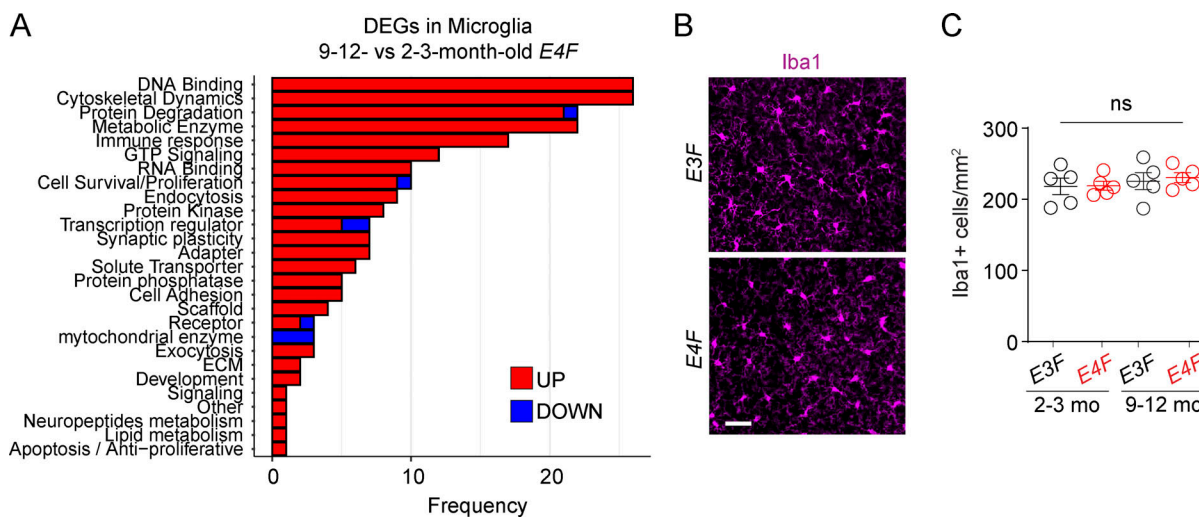 A
DEGs in Microglia
9-12- vs 2-3-month-old E4F
DNA Binding
Cytoskeletal Dynamics
Protein Degradation
Metabolic Enzyme
Immune response
GTP Signaling
RNA Binding
Cell Survival/Proliferation
Endocytosis
Protein Kinase
Transcription regulator
Synaptic plasticity
Adapter
Solute Transporter
Protein phosphatase
Cell Adhesion
Scaffold
Receptor
mytochondrial enzyme
Exocytosis
ECM
Development
Signaling
Other
Neuropeptides metabolism
Lipid metabolism
Apoptosis / Anti−proliferative
UP
DOWN
0 10 20
Frequency
B
Iba1
E3F
E4F
C
ns
Iba1+ cells/mm²
300
200
100
0
E3F E4F E3F E4F
2-3 mo 9-12 mo